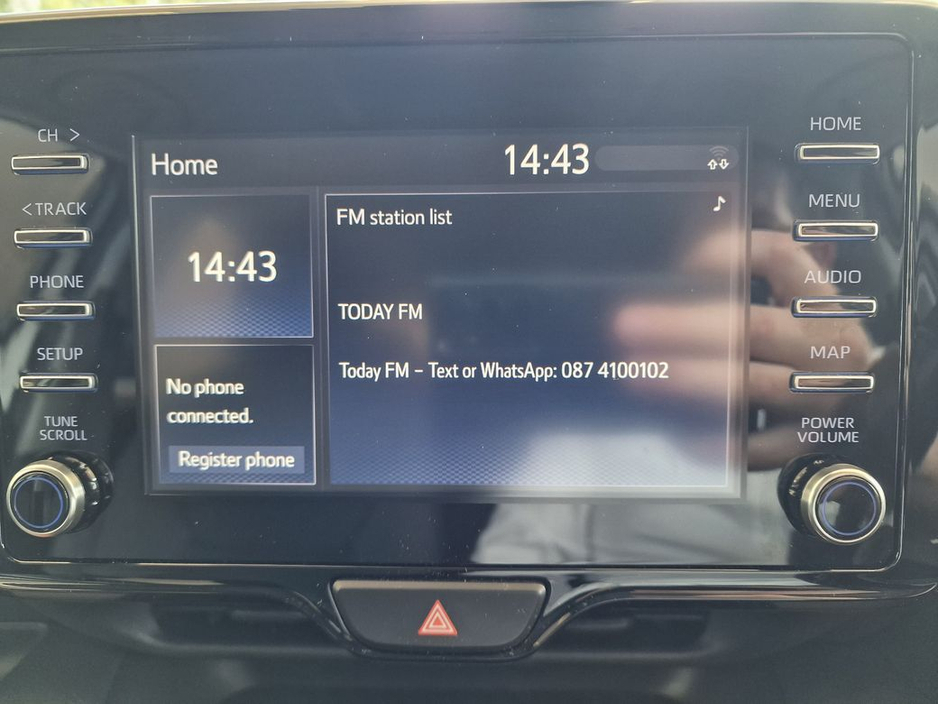 CH >
< TRACK
PHONE
SETUP
TUNE
SCROLL
Home
14:43
14:43
No phone
connected.
Register phone
FM station list
TODAY FM
Today FM – Text or WhatsApp: 087 4100102
HOME
MENU
AUDIO
MAP
POWER
VOLUME